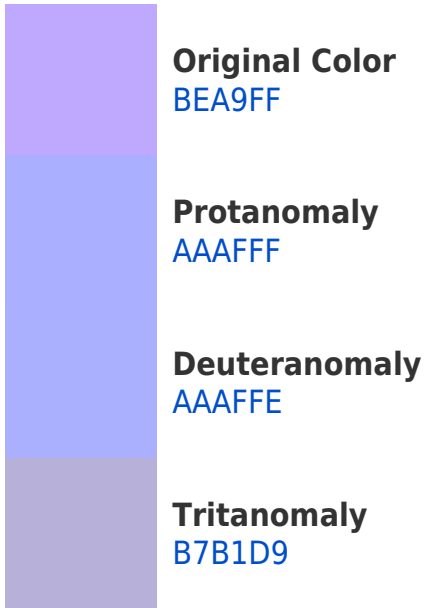 Original Color
BEA9FF
Protanomaly
AAAFFF
Deuteranomaly
AAAFFE
Tritanomaly
B7B1D9